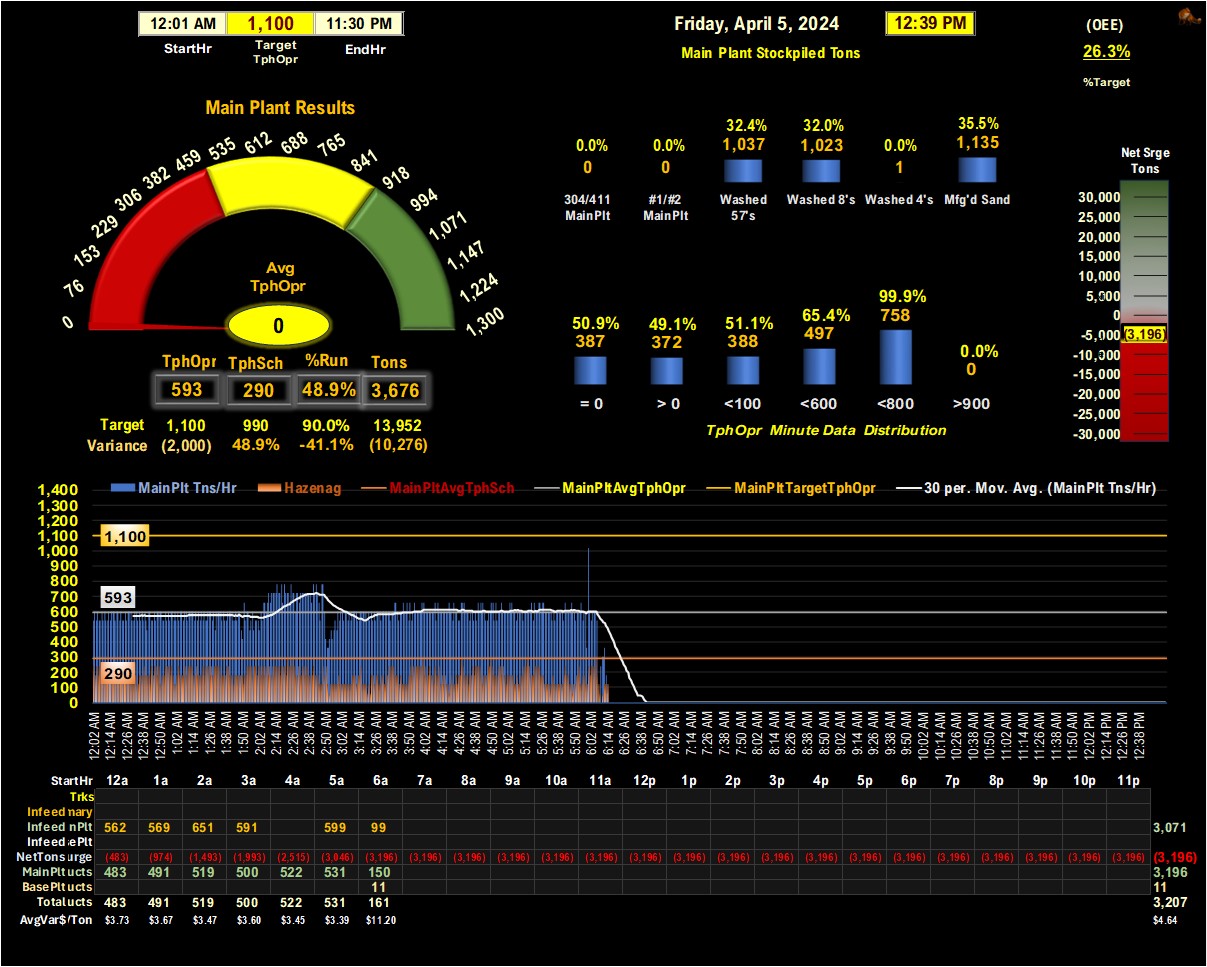 12:01 AM 1,100 11:30 PM
StartHr Target TphOpr EndHr
Friday, April 5, 2024 12:39 PM
Main Plant Stockpiled Tons
(OEE)
26.3%
%Target
Main Plant Results
0 76 153 229 306 382 459 535 612 688 765 841 918 994 1,071 1,147 1,224 1,300
Avg
TphOpr
0
TphOpr TphSch %Run Tons
593 290 48.9% 3,676
Target 1,100 990 90.0% 13,952
Variance (2,000) 48.9% -41.1% (10,276)
0.0% 0.0% 32.4% 32.0% 0.0% 35.5%
0 0 1,037 1,023 1 1,135
304/411 #1/#2 Washed Washed 8's Washed 4's Mfg'd Sand
MainPlt MainPlt 57's
50.9% 49.1% 51.1% 65.4% 99.9% 0.0%
387 372 388 497 758 0
= 0 > 0 <100 <600 <800 >900
TphOpr Minute Data Distribution
Net Srge
Tons
30,000
25,000
20,000
15,000
10,000
5,000
0
-5,000 (3,196)
-10,000
-15,000
-20,000
-25,000
-30,000
MainPlt Tns/Hr Hazenag MainPltAvgTphSch MainPltAvgTphOpr MainPltTargetTphOpr 30 per. Mov. Avg. (MainPlt Tns/Hr)
1,400
1,300
1,200
1,100 1,100
1,000
900
800
700 593
600
500
400
300
200 290
100
0
12:02 AM 12:14 AM 12:26 AM 12:38 AM 12:50 AM 1:02 AM 1:14 AM 1:26 AM 1:38 AM 1:50 AM 2:02 AM 2:14 AM 2:26 AM 2:38 AM 2:50 AM 3:02 AM 3:14 AM 3:26 AM 3:38 AM 3:50 AM 4:02 AM 4:14 AM 4:26 AM 4:38 AM 4:50 AM 5:02 AM 5:14 AM 5:26 AM 5:38 AM 5:50 AM 6:02 AM 6:14 AM 6:26 AM 6:38 AM 6:50 AM 7:02 AM 7:14 AM 7:26 AM 7:38 AM 7:50 AM 8:02 AM 8:14 AM 8:26 AM 8:38 AM 8:50 AM 9:02 AM 9:14 AM 9:26 AM 9:38 AM 9:50 AM 10:02 AM 10:14 AM 10:26 AM 10:38 AM 10:50 AM 11:02 AM 11:14 AM 11:26 AM 11:38 AM 11:50 AM 12:02 PM 12:14 PM 12:26 PM 12:38 PM
StartHr 12a 1a 2a 3a 4a 5a 6a 7a 8a 9a 10a 11a 12p 1p 2p 3p 4p 5p 6p 7p 8p 9p 10p 11p
Trks
Infeed mary
Infeed nPlt 562 569 651 591 599 99 3,071
Infeed ePlt
NetTons urge (483) (974) (1,493) (1,993) (2,515) (3,046) (3,196) (3,196) (3,196) (3,196) (3,196) (3,196) (3,196) (3,196) (3,196) (3,196) (3,196) (3,196) (3,196) (3,196) (3,196) (3,196) (3,196) (3,196) (3,196)
MainPlt ucts 483 491 519 500 522 531 150 3,196
BasePlt ucts 11 11
Total ucts 483 491 519 500 522 531 161 3,207
AvgVar$/Ton $3.73 $3.67 $3.47 $3.60 $3.45 $3.39 $11.20 $4.64